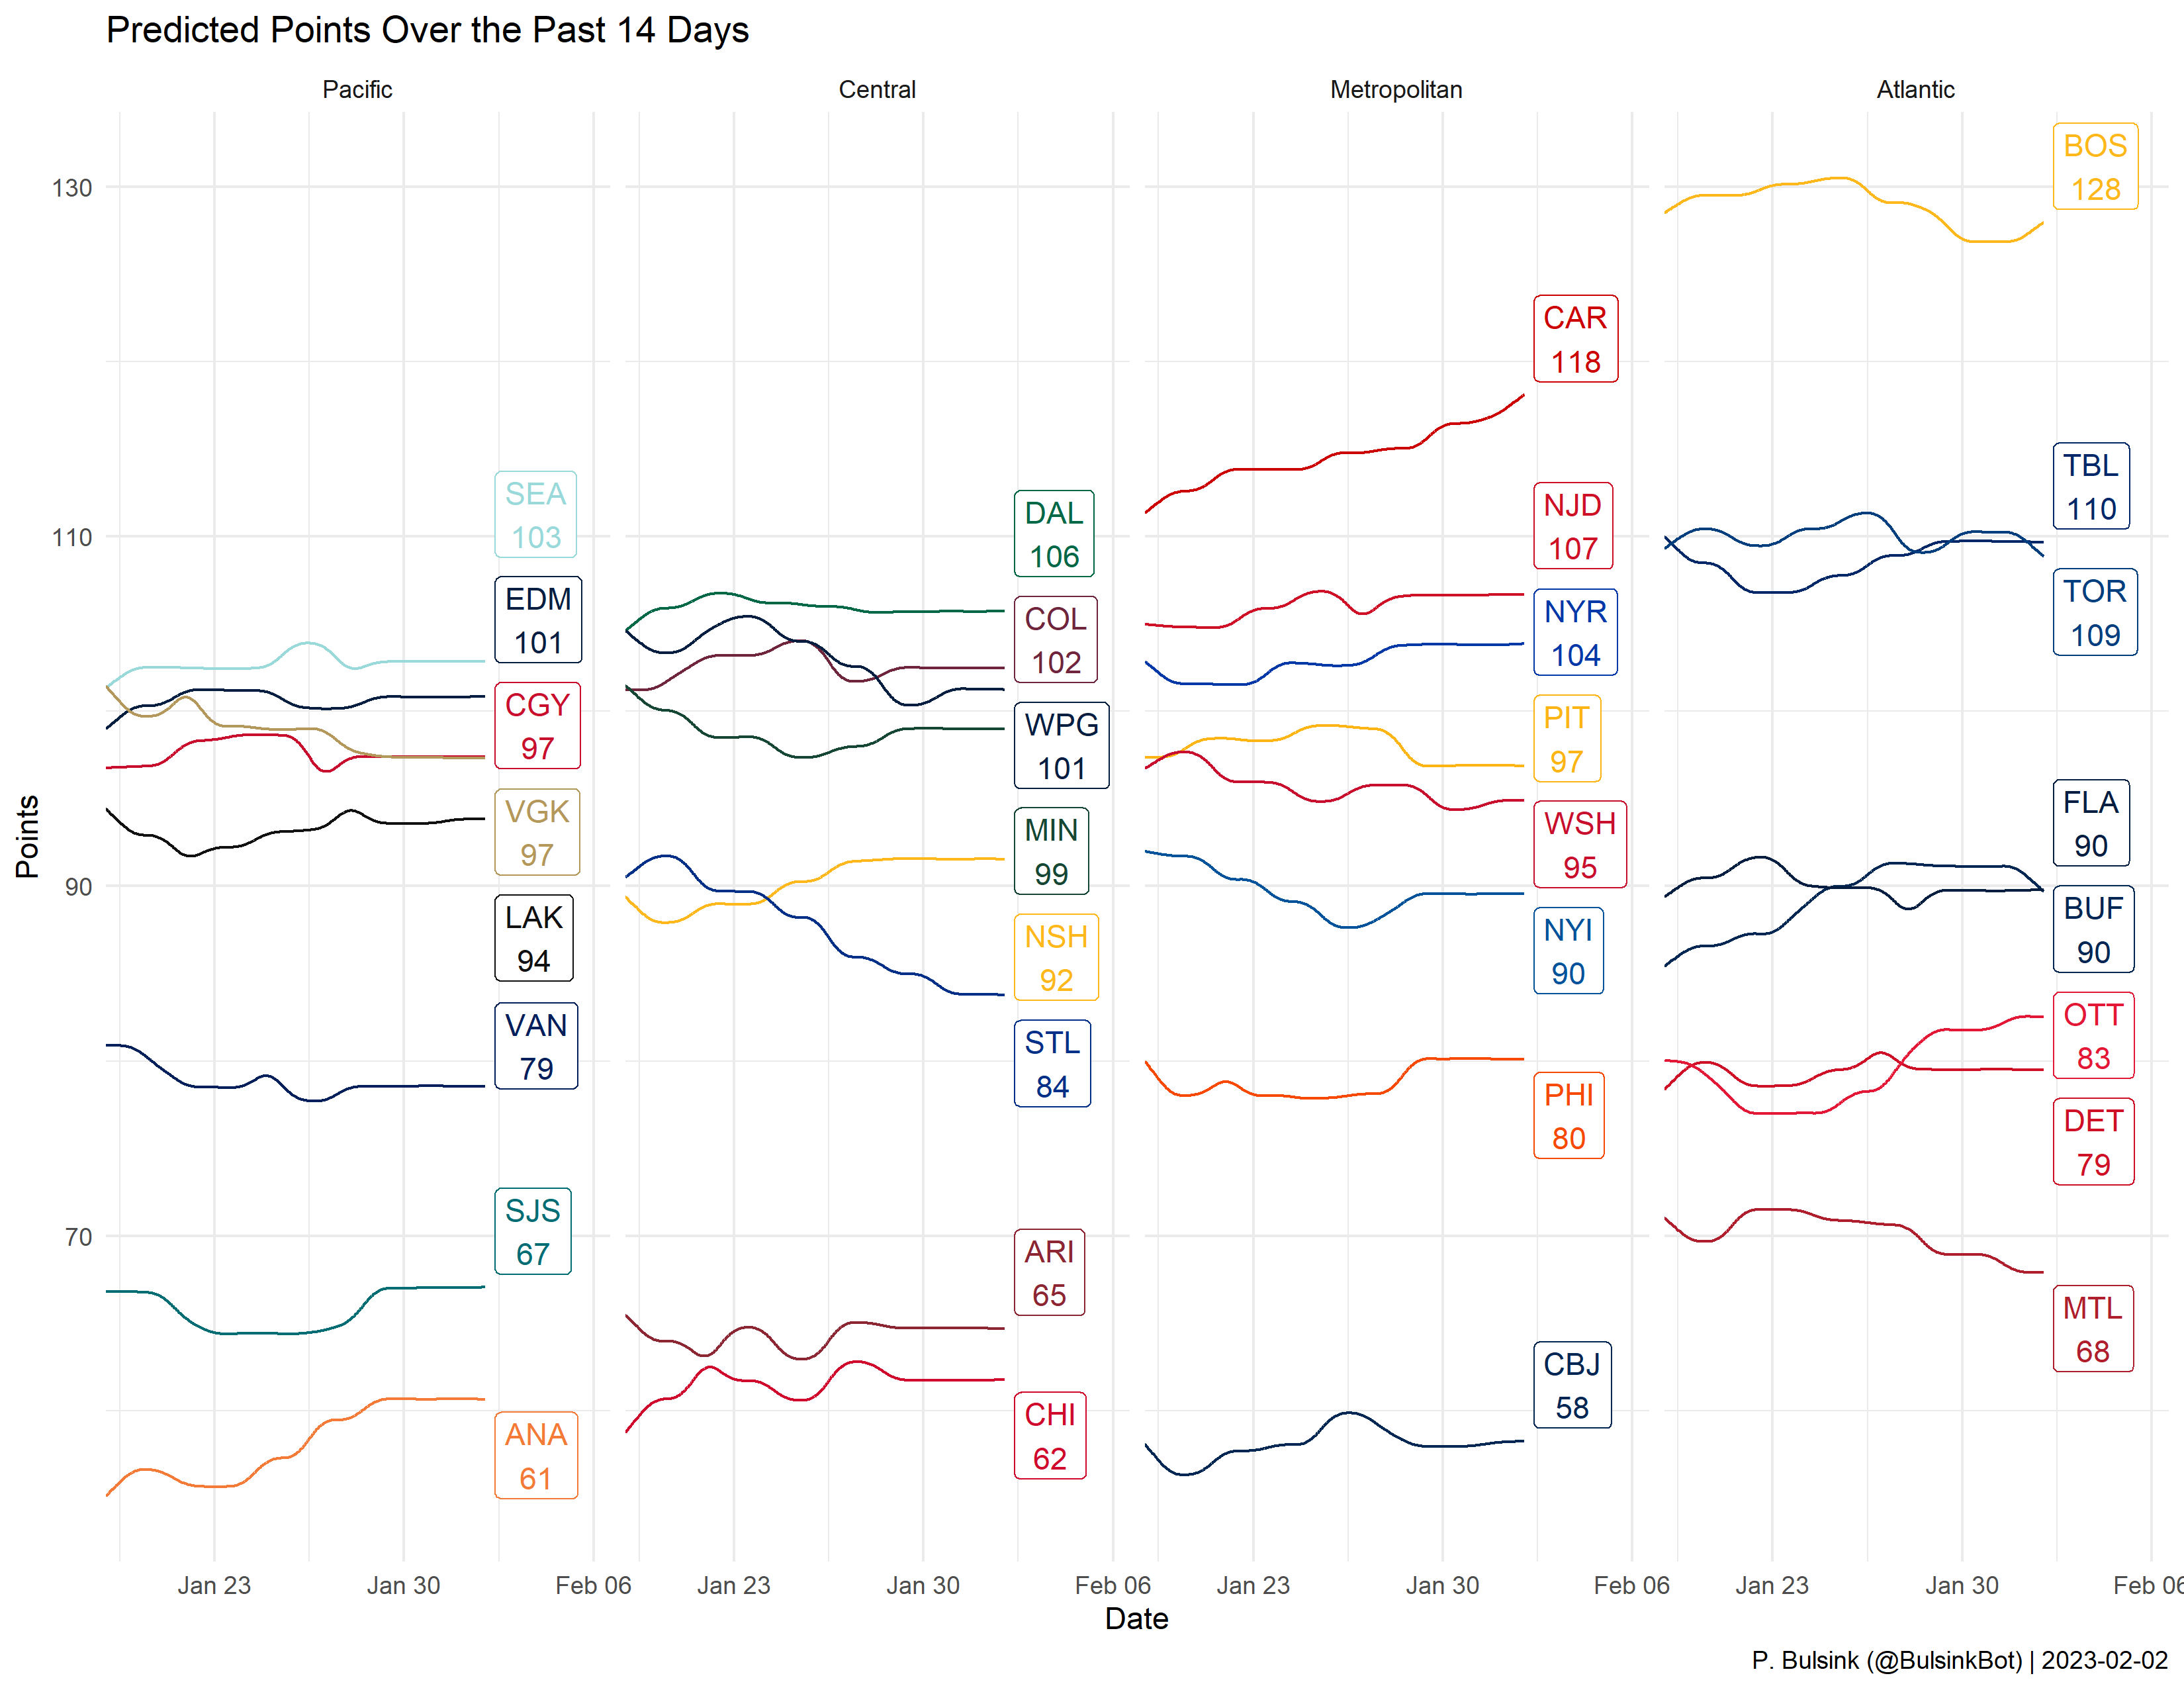 Predicted Points Over the Past 14 Days
Pacific
Central
Metropolitan
Atlantic
Points
130
110
90
70
SEA
103
EDM
101
CGY
97
VGK
97
LAK
94
VAN
79
SJS
67
ANA
61
DAL
106
COL
102
WPG
101
MIN
99
NSH
92
STL
84
ARI
65
CHI
62
CAR
118
NJD
107
NYR
104
PIT
97
WSH
95
NYI
90
PHI
80
CBJ
58
BOS
128
TBL
110
TOR
109
FLA
90
BUF
90
OTT
83
DET
79
MTL
68
Jan 23 Jan 30 Feb 06 Jan 23 Jan 30 Feb 06 Jan 23 Jan 30 Feb 06 Jan 23 Jan 30 Feb 06
Date
P. Bulsink (@BulsinkBot) | 2023-02-02